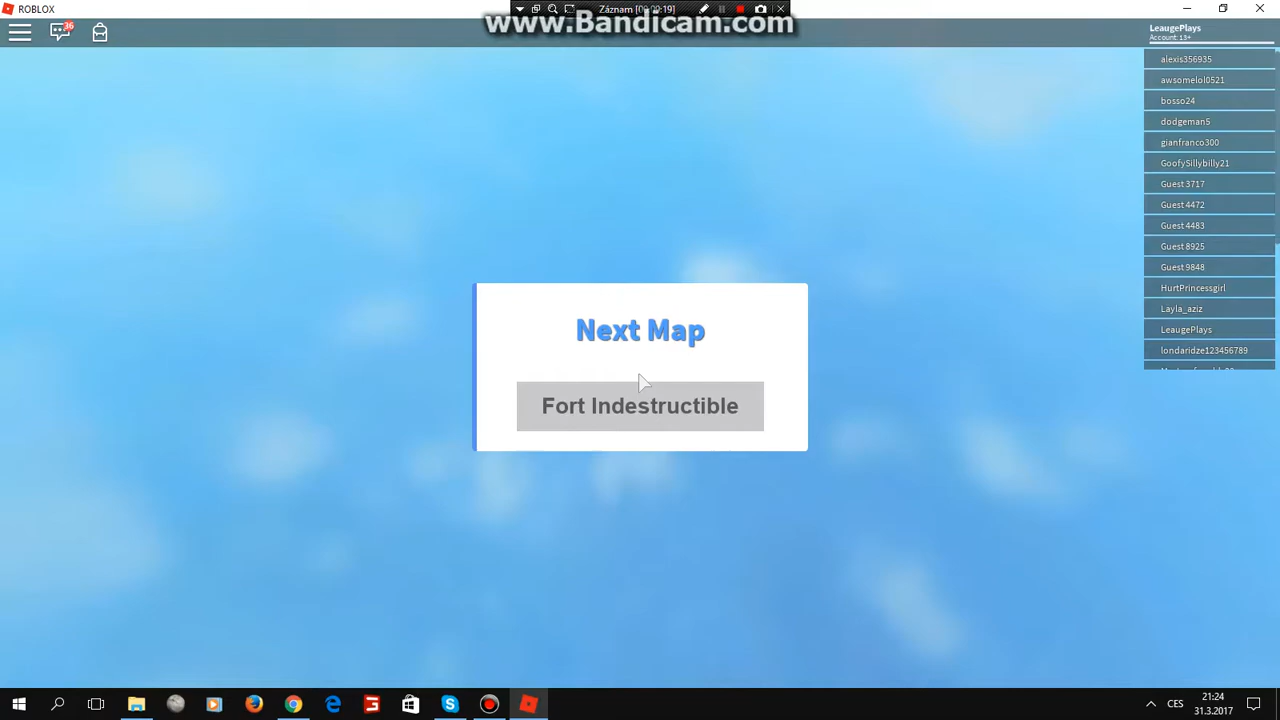 ROBLOX
Záznam [00:00:19]
www.Bandicam.com
36
LeaugePlays
Account: 13+
alexis356935
awsomelol0521
bosso24
dodgeman5
gianfranco300
GoofySillybilly21
Guest 3717
Guest 4472
Guest 4483
Guest 8925
Guest 9848
HurtPrincessgirl
Layla_aziz
LeaugePlays
londaridze123456789
Next Map
Fort Indestructible
CES
21:24
31.3.2017